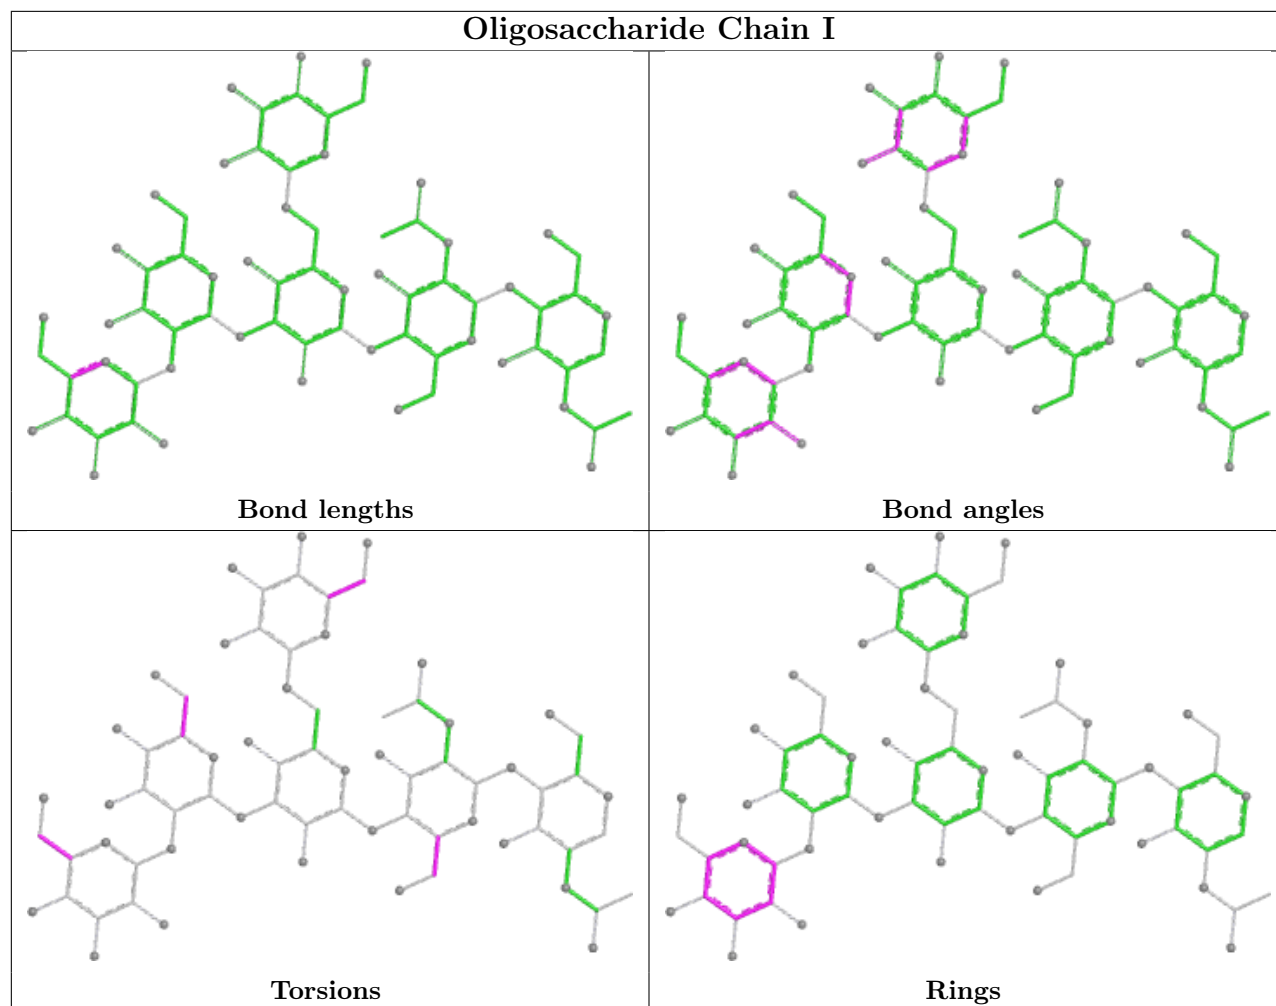 Oligosaccharide Chain I
Bond lengths
Bond angles
Torsions
Rings